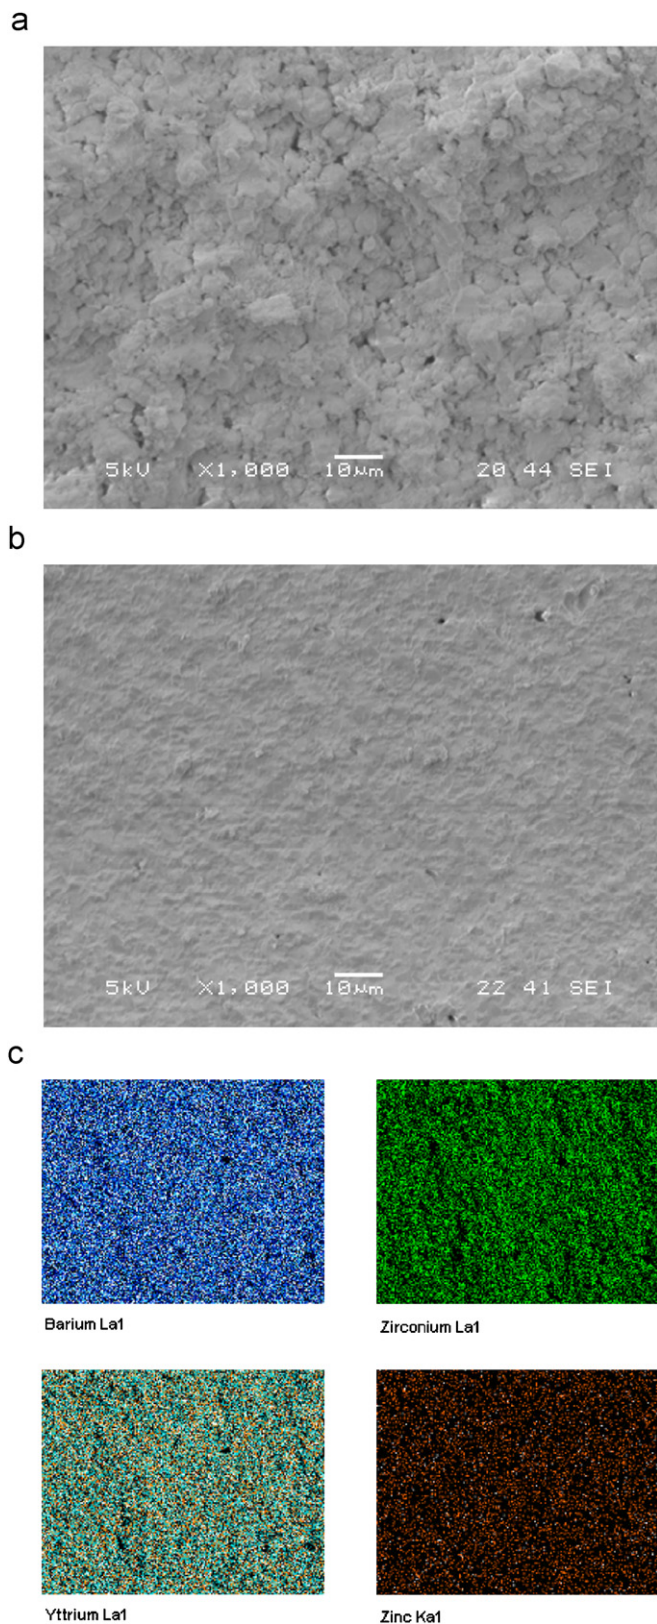 a
5kV X1,000 10μm 20 44 SEI
b
5kV X1,000 10μm 22 41 SEI
c
Barium La1
Zirconium La1
Yttrium La1
Zinc Ka1